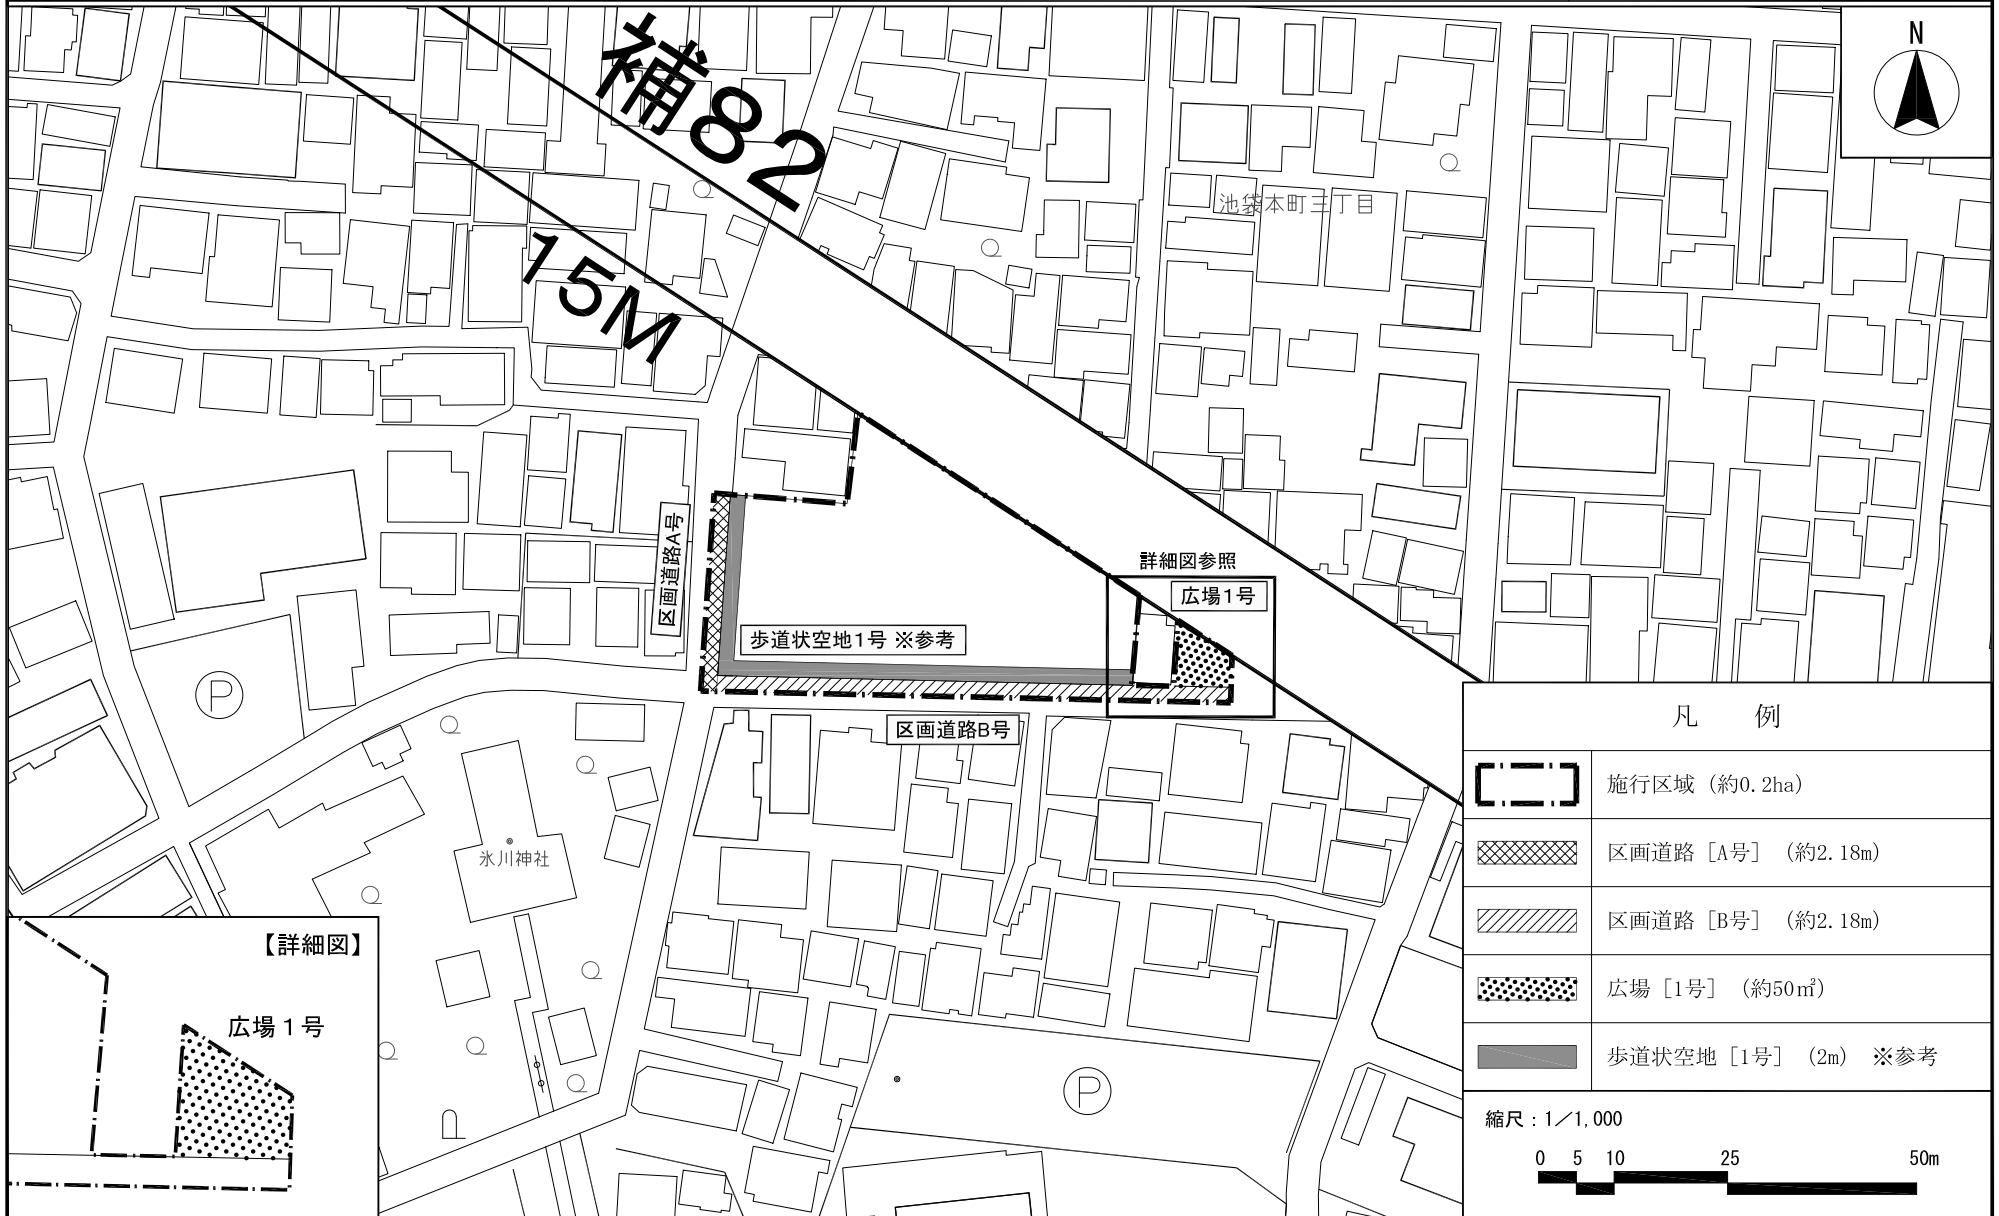 補82
15M
N
池袋本町三丁目
区画道路A号
詳細図参照
広場1号
歩道状空地1号 ※参考
区画道路B号
P
氷川神社
P
【詳細図】
広場1号
凡 例
施行区域 (約0.2ha)
区画道路 [A号] (約2.18m)
区画道路 [B号] (約2.18m)
広場 [1号] (約50㎡)
歩道状空地 [1号] (2m) ※参考
縮尺:1/1,000
0 5 10 25 50m